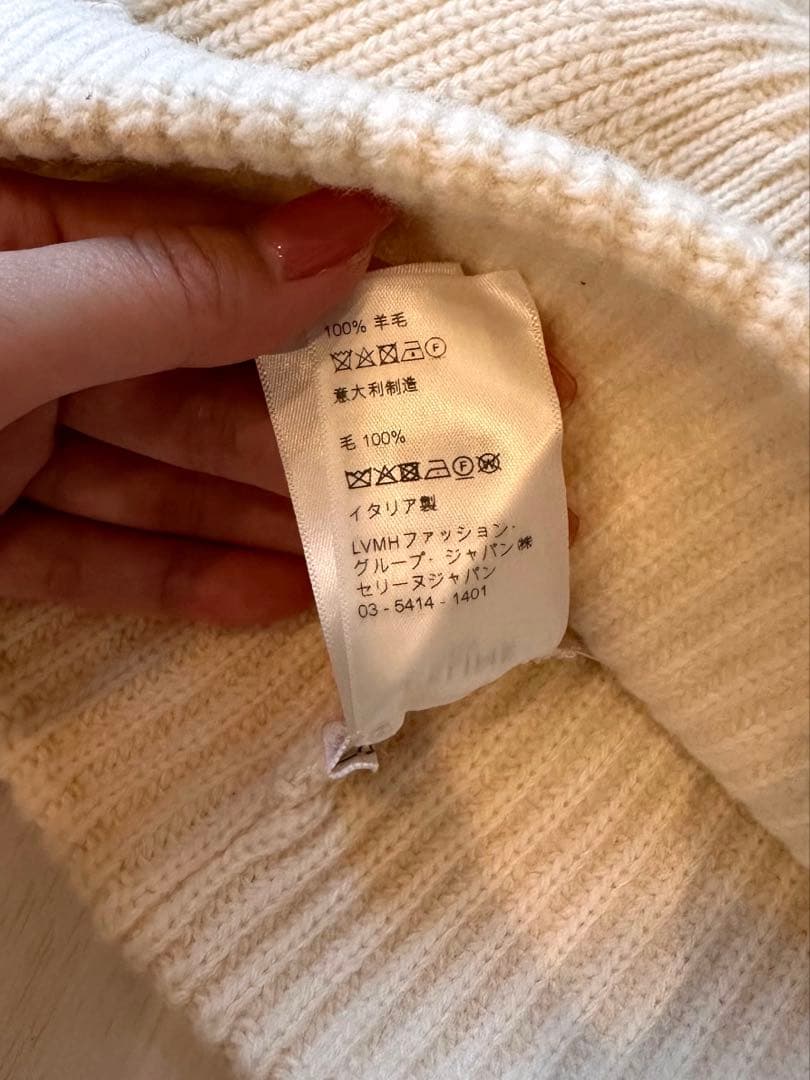 100% 羊毛
F
意大利制造
毛 100%
F W
イタリア製
LVMHファッション・
グループ・ジャパン㈱
セリーヌジャパン
03 - 5414 - 1401